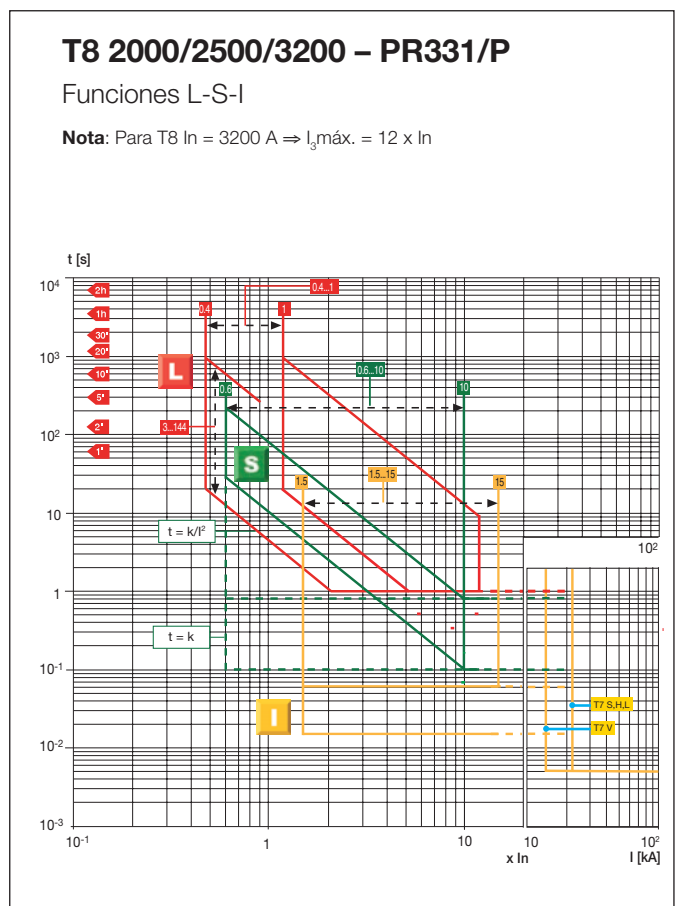 T8 2000/2500/3200 – PR331/P
Funciones L-S-I
Nota: Para T8 In = 3200 A ⇒ I₃máx. = 12 x In
t [s]
10⁴
2h
0.4...1
0.4
1
1h
30'
20'
10³
L
10'
0.6...10
0.6
10
5'
3...144
2'
10²
1'
S
1.5...15
1.5
15
10
t = k/I²
10²
1
t = k
10⁻¹
I
T7 S,H,L
T7 V
10⁻²
10⁻³
10⁻¹
1
10
10
10²
x In
I [kA]